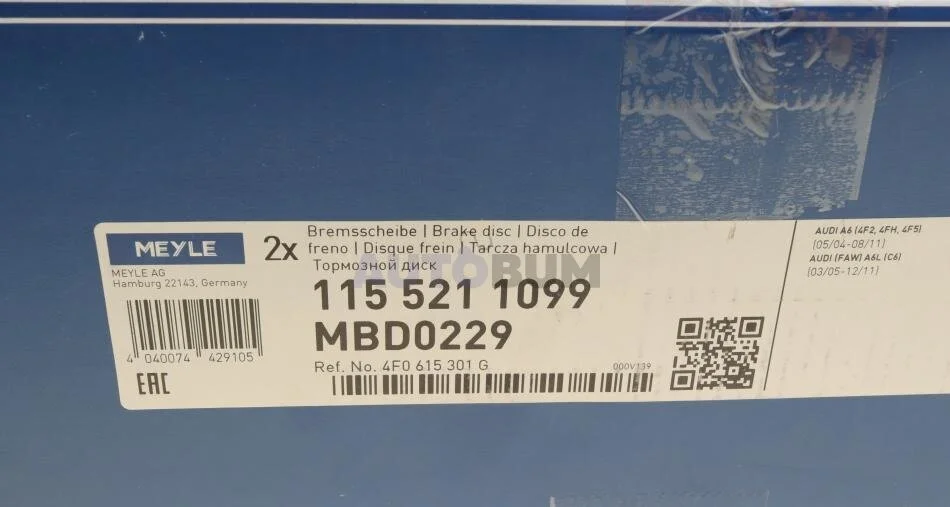 MEYLE
MEYLE AG
Hamburg 22143, Germany
4 040074 429105
EAC
2x
Bremsscheibe | Brake disc | Disco de
freno | Disque frein | Tarcza hamulcowa |
Тормозной диск
AUTOBUM
115 521 1099
MBD0229
Ref. No. 4F0 615 301 G
000V139
AUDI A6 (4F2, 4FH, 4F5)
(05/04-08/11)
AUDI (FAW) A6L (C6)
(03/05-12/11)